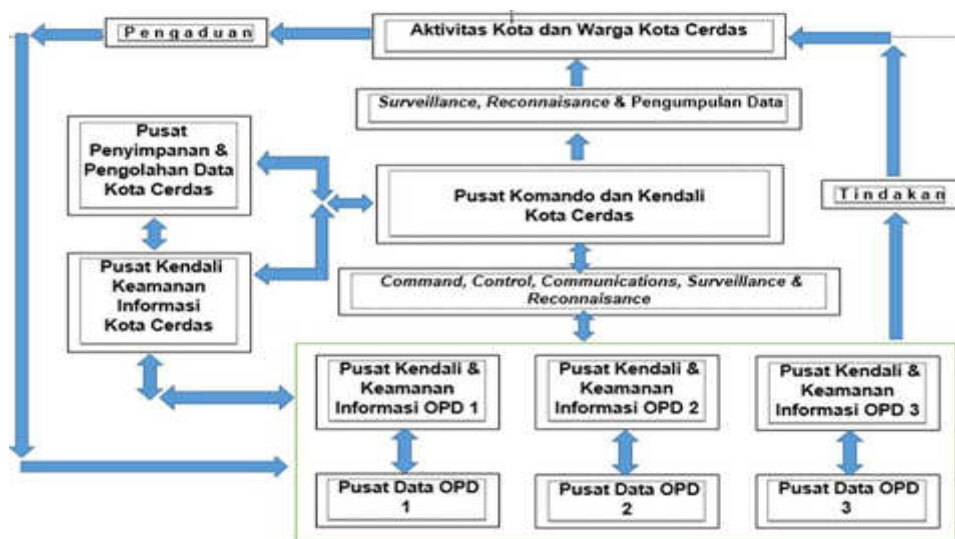 Pengaduan
Aktivitas Kota dan Warga Kota Cerdas
Surveillance, Reconnaisance & Pengumpulan Data
Pusat
Penyimpanan &
Pengolahan Data
Kota Cerdas
Pusat Komando dan Kendali
Kota Cerdas
Tindakan
Pusat Kendali
Keamanan
Informasi
Kota Cerdas
Command, Control, Communications, Surveillance &
Reconnaisance
Pusat Kendali &
Keamanan
Informasi OPD 1
Pusat Kendali &
Keamanan
Informasi OPD 2
Pusat Kendali &
Keamanan
Informasi OPD 3
Pusat Data OPD
1
Pusat Data OPD
2
Pusat Data OPD
3